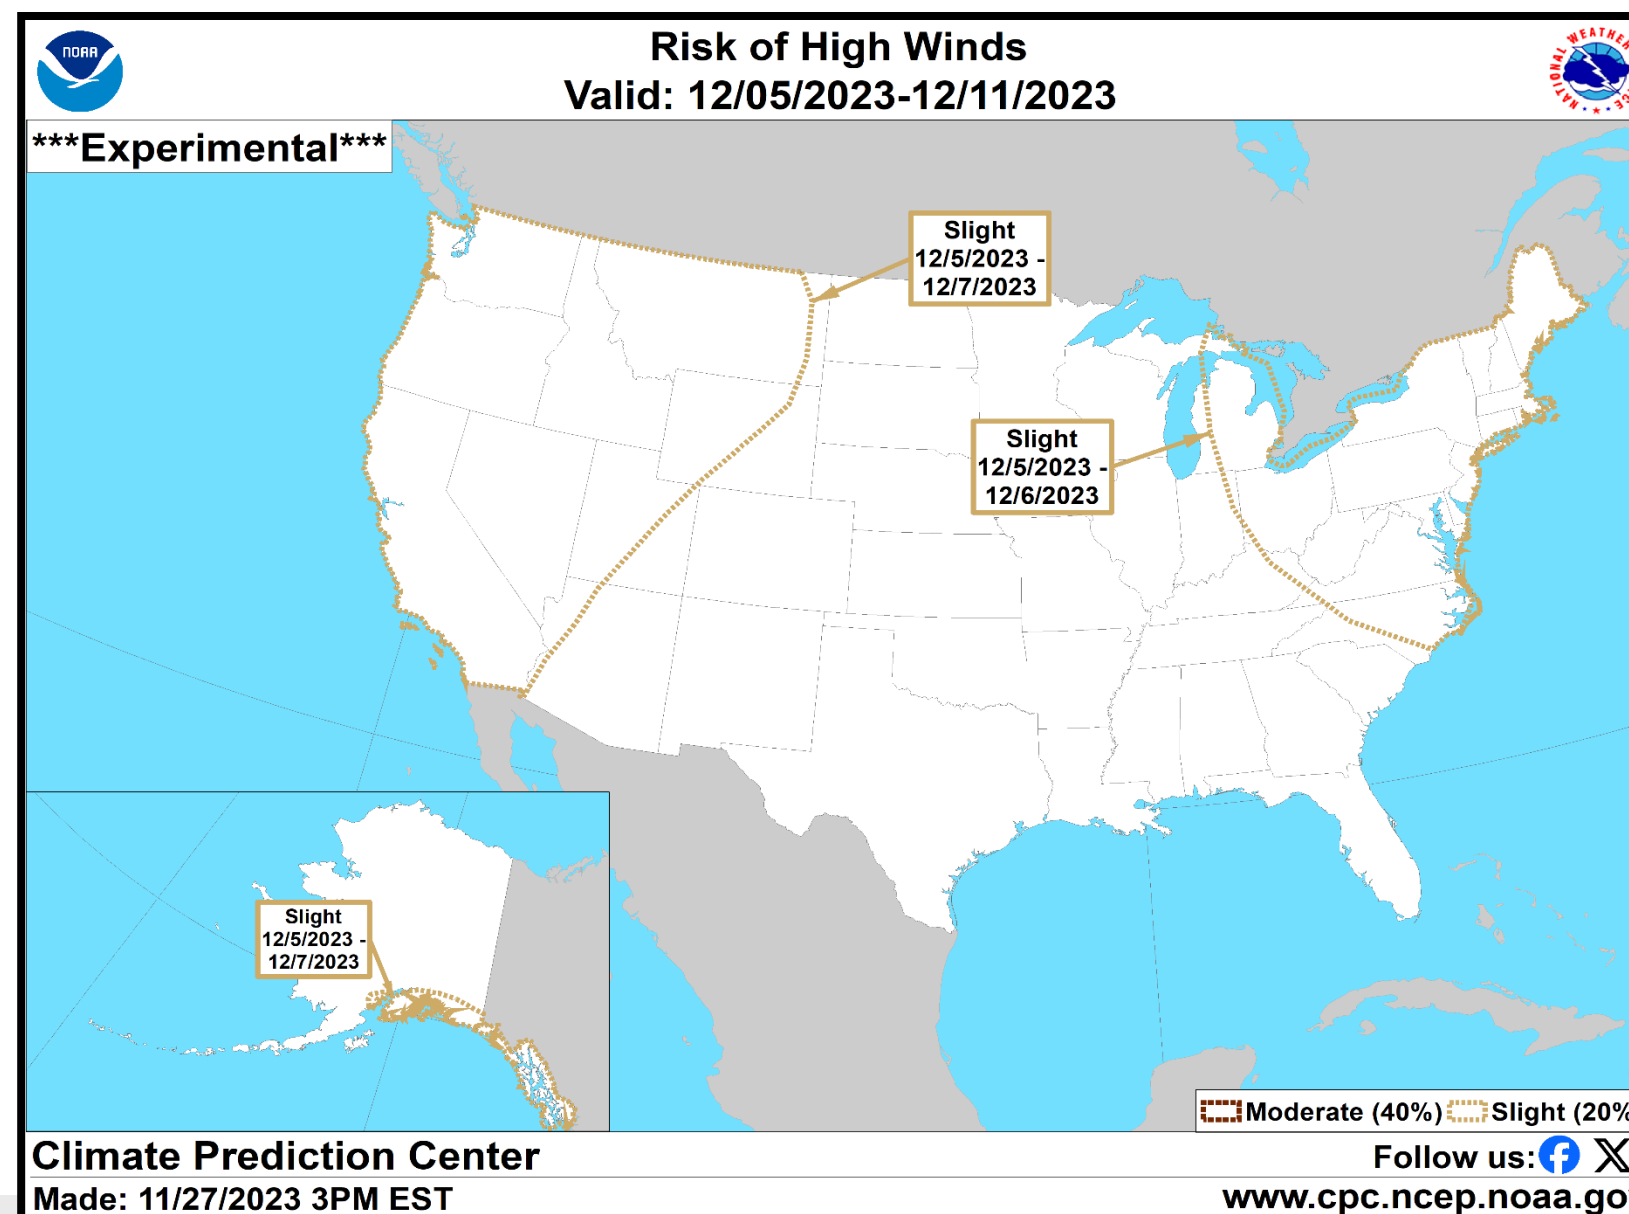 NOAA
Risk of High Winds
Valid: 12/05/2023-12/11/2023
NATIONAL WEATHER
***Experimental***
Slight
12/5/2023 -
12/7/2023
Slight
12/5/2023 -
12/6/2023
Slight
12/5/2023 -
12/7/2023
Moderate (40%) Slight (20%
Climate Prediction Center
Follow us: X
Made: 11/27/2023 3PM EST
www.cpc.ncep.noaa.go